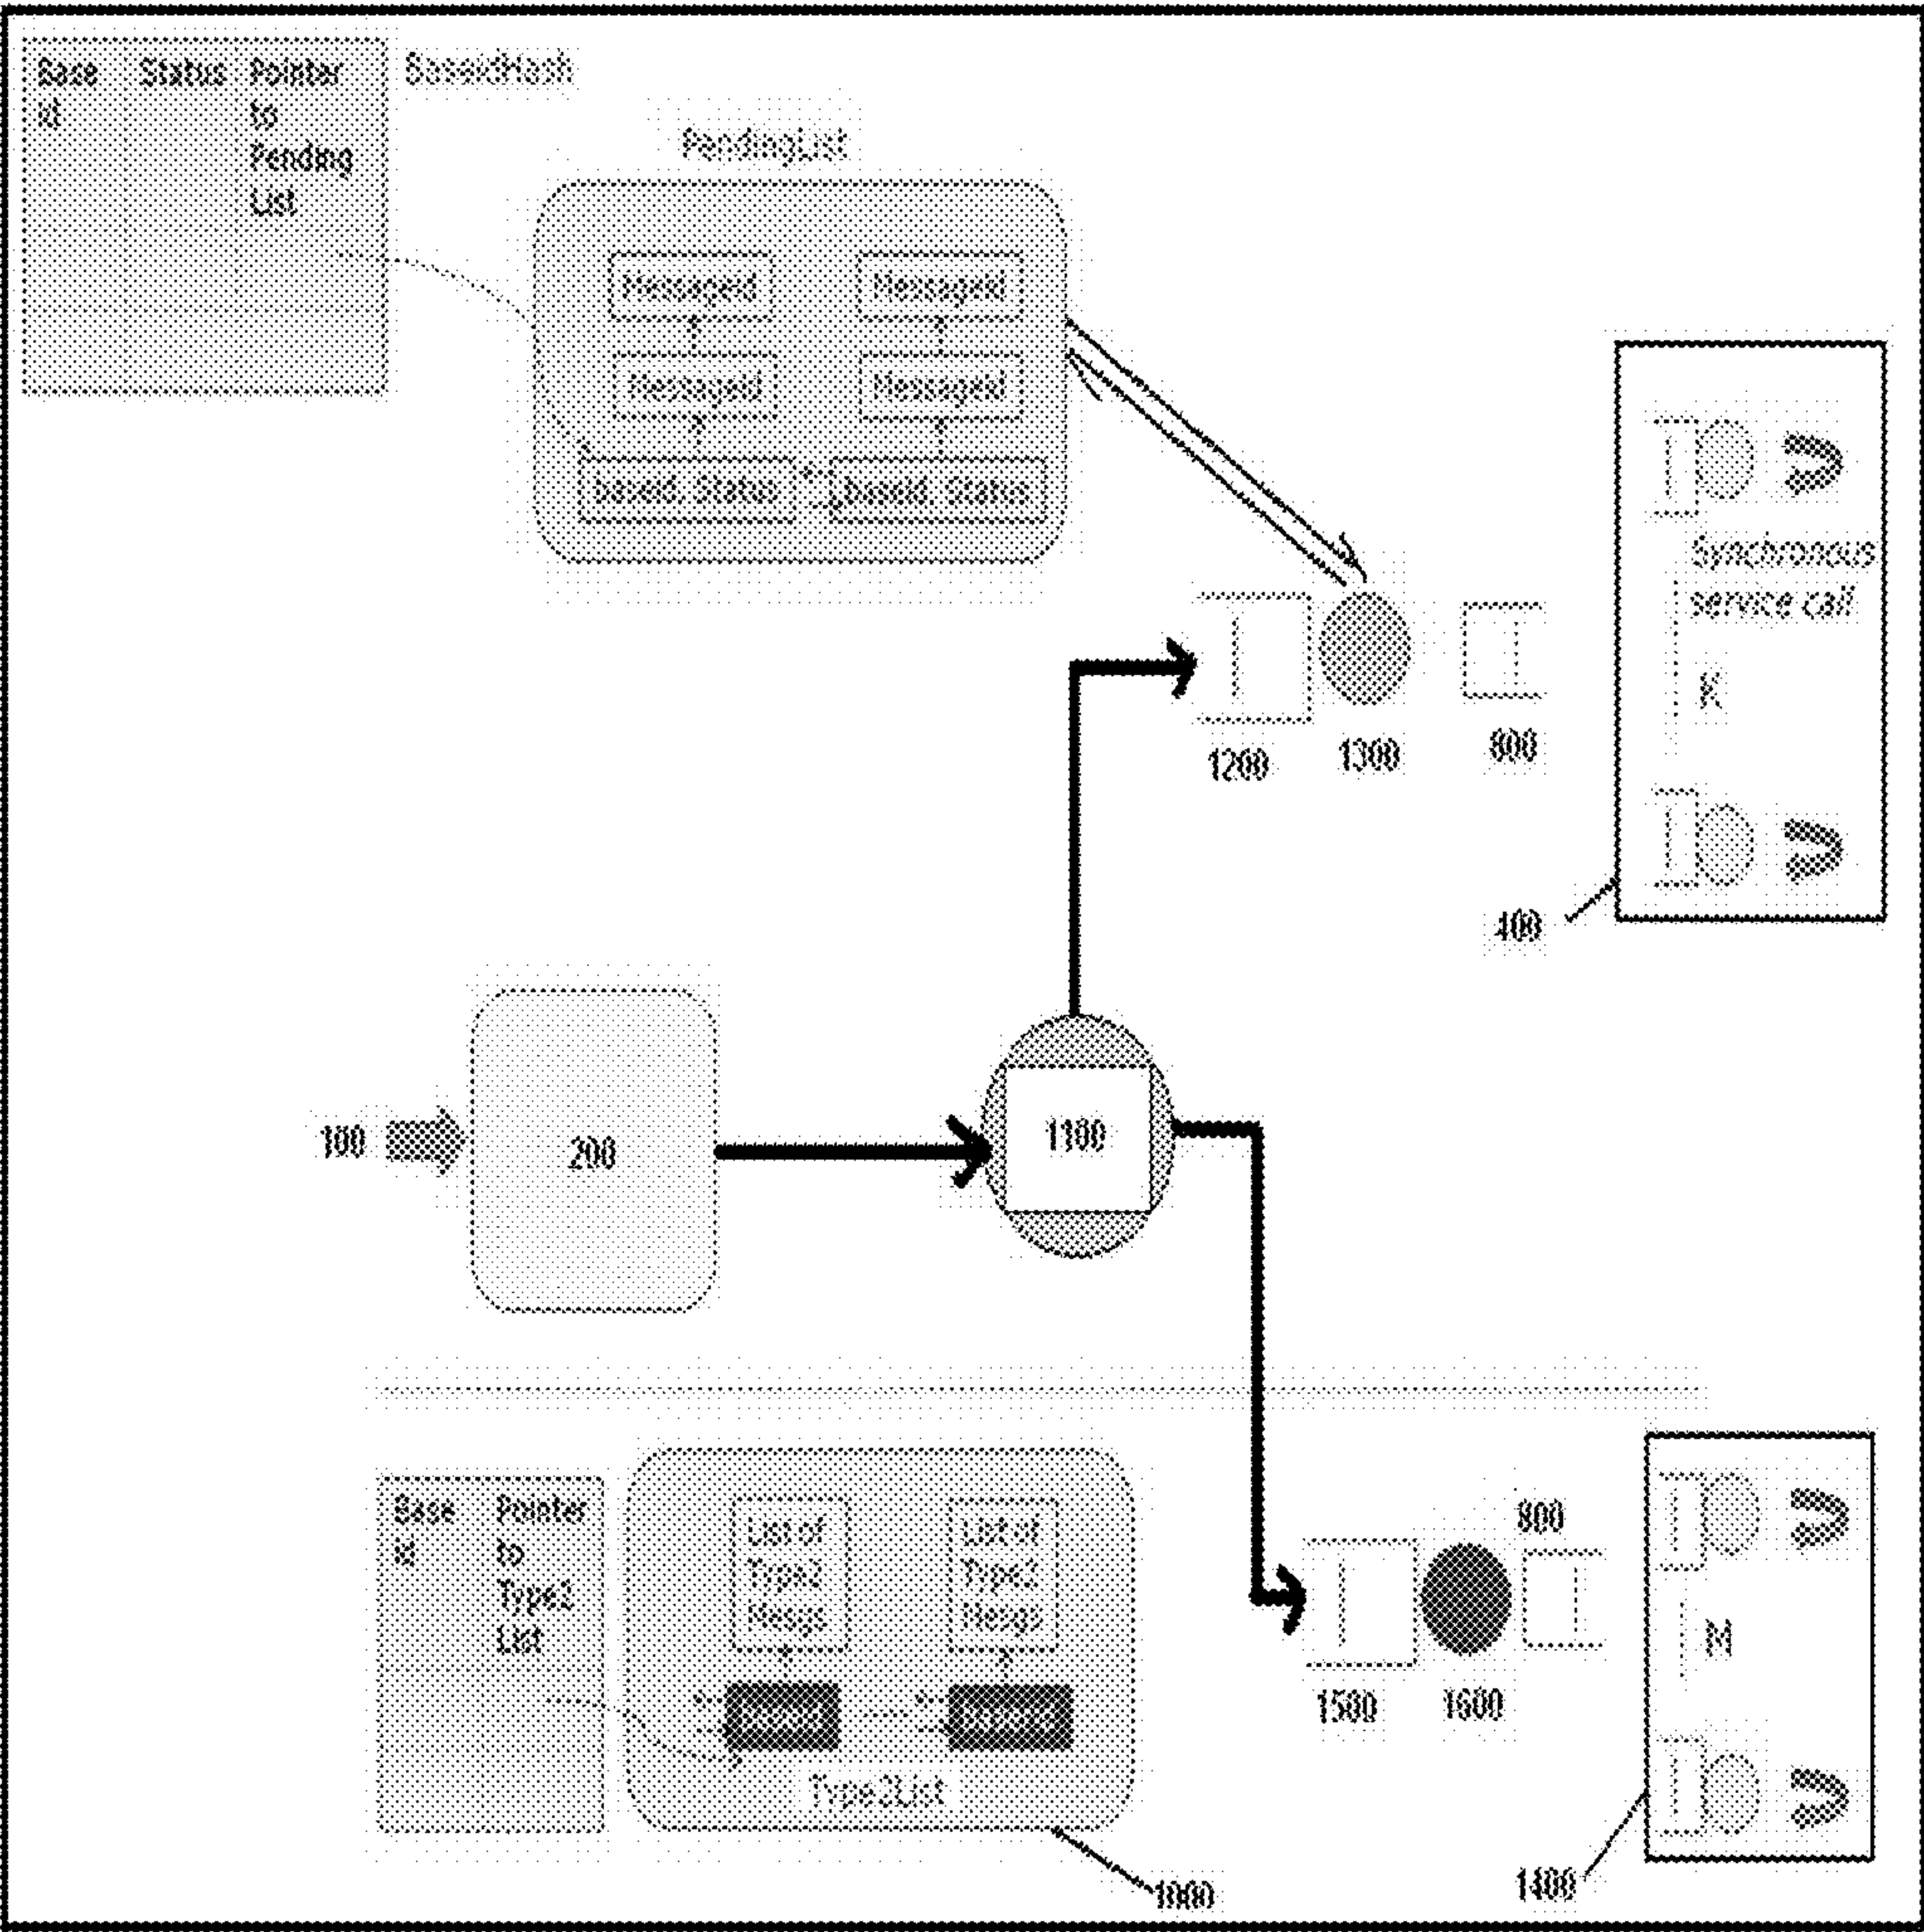 Base Status Pointer
id to
Pending
List
BaseidHash
PendingList
Messageid Messageid
Messageid Messageid
baseid Status baseid Status
Synchronous
service call
K
1200 1300 800
400
100 200 1100
Base Pointer
id to
Type2
List
List of List of
Type2 Type2
Mesgs Mesgs
Type2List
1000
800
1500 1600
M
1400